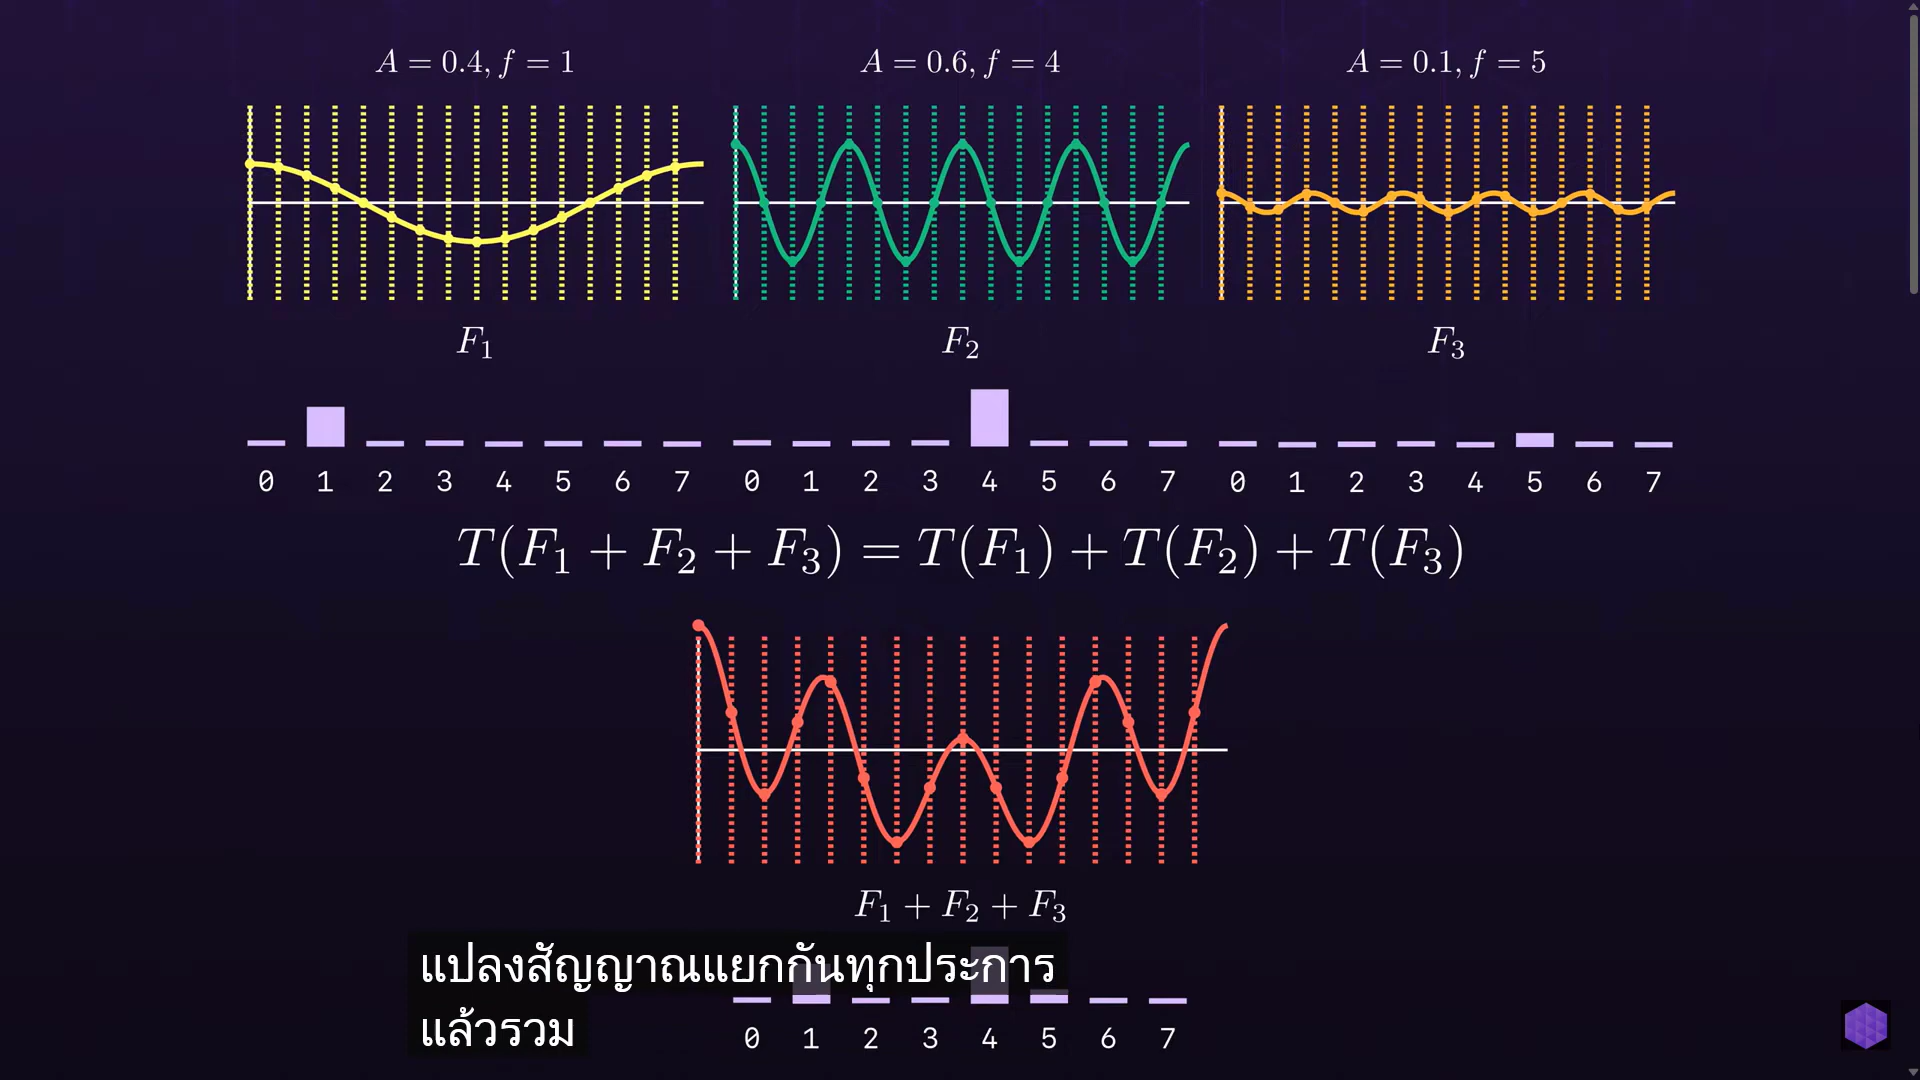 A = 0.4, f = 1
A = 0.6, f = 4
A = 0.1, f = 5
F₁
F₂
F₃
0 1 2 3 4 5 6 7
0 1 2 3 4 5 6 7
0 1 2 3 4 5 6 7
T(F₁ + F₂ + F₃) = T(F₁) + T(F₂) + T(F₃)
F₁ + F₂ + F₃
แปลงสัญญาณแยกกันทุกประการ
แล้วรวม
0 1 2 3 4 5 6 7